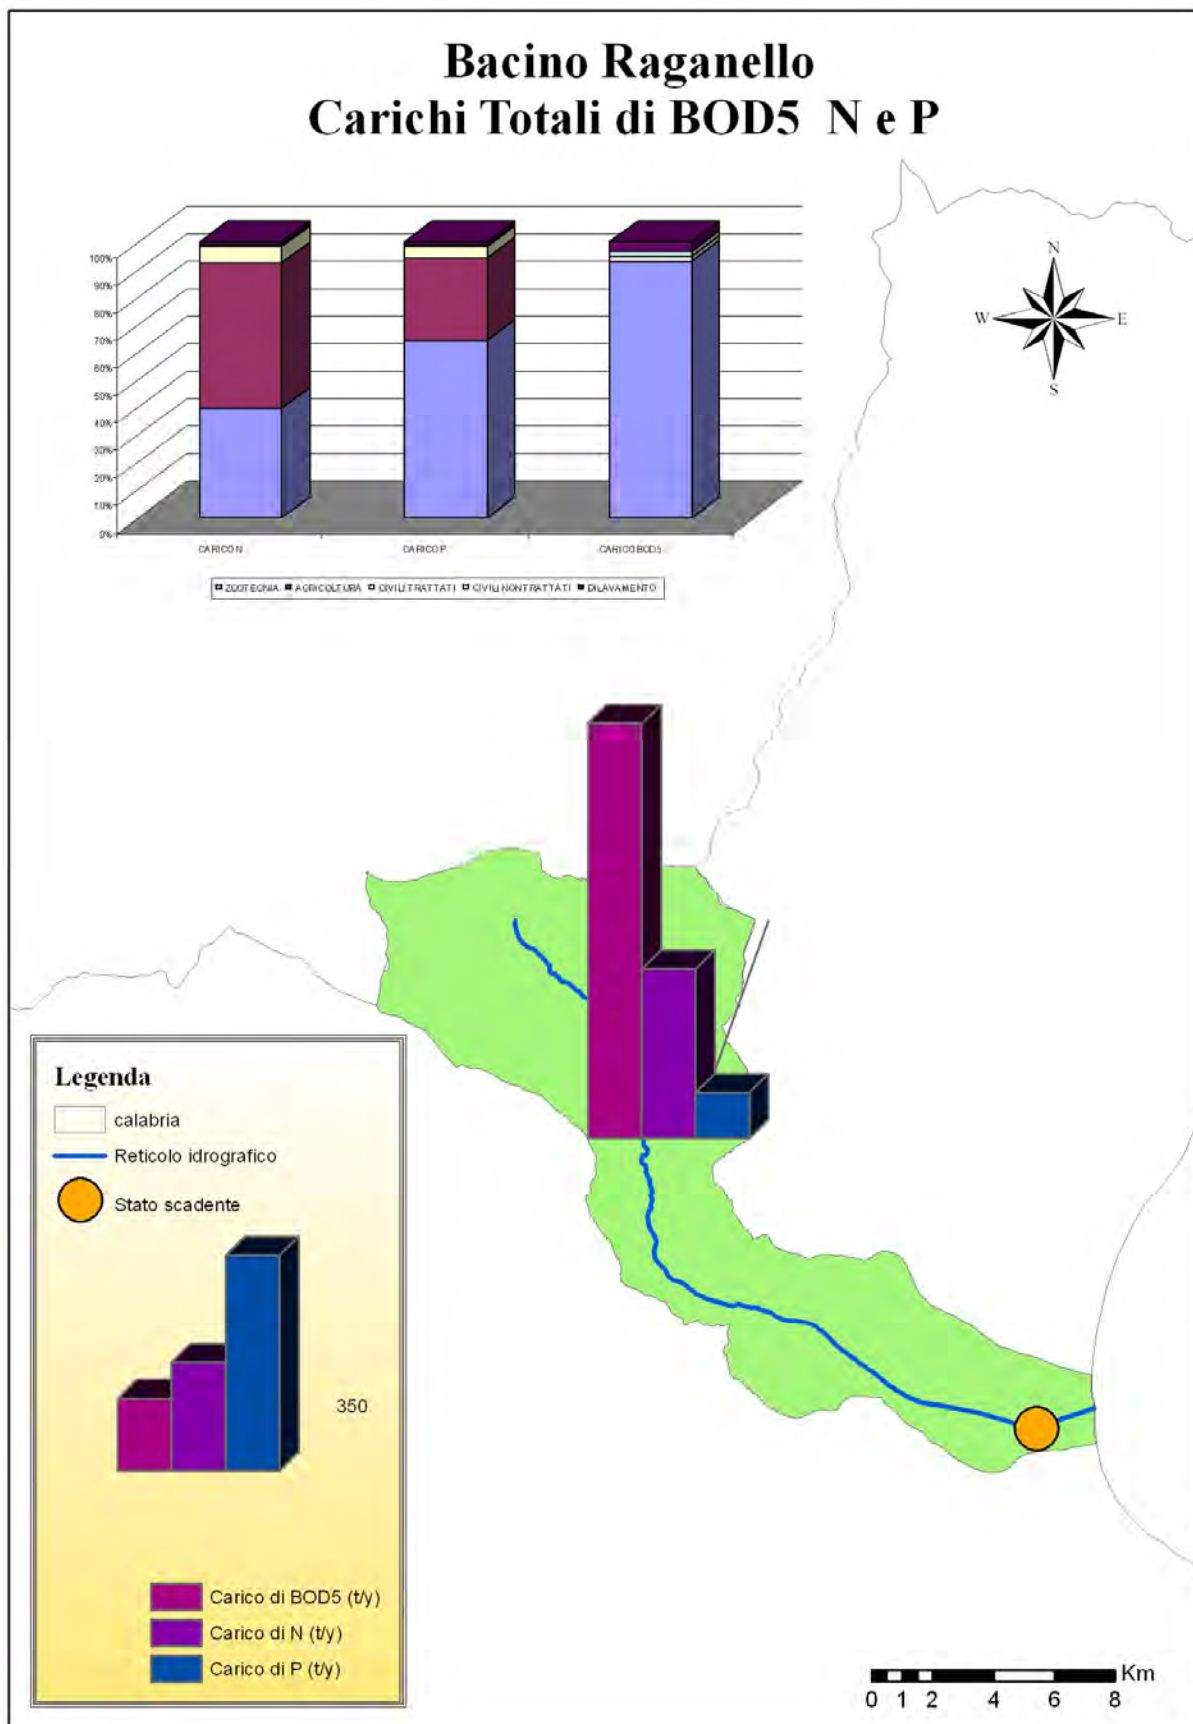 Bacino Raganello
Carichi Totali di BOD5 N e P
100%
90%
80%
70%
60%
50%
40%
30%
20%
10%
0%
CARICO N
CARICO P
CARICO BOD5
ZOOTECNIA AGRICOLTURA CIVILI TRATTATI CIVILI NON TRATTATI DILAVAMENTO
N
W E
S
Legenda
calabria
Reticolo idrografico
Stato scadente
350
Carico di BOD5 (t/y)
Carico di N (t/y)
Carico di P (t/y)
Km
0 1 2 4 6 8